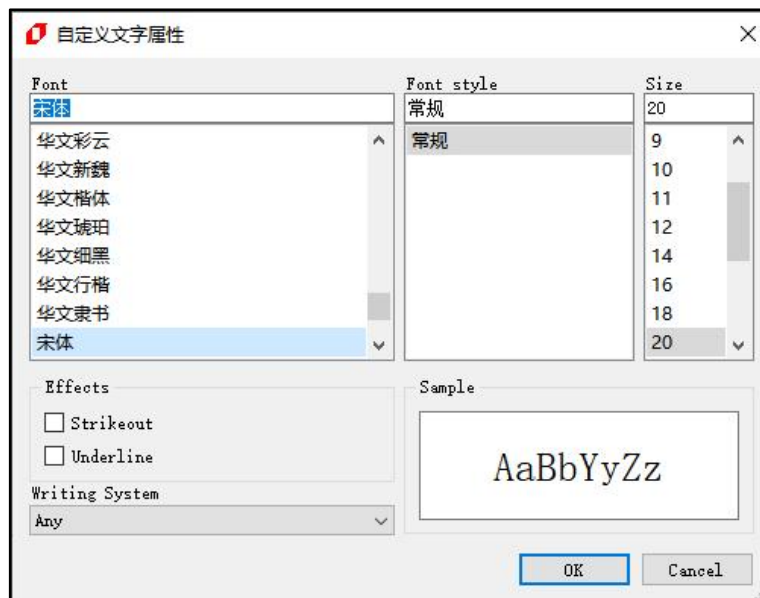 自定义文字属性
Font
宋体
华文彩云
华文新魏
华文楷体
华文琥珀
华文细黑
华文行楷
华文隶书
宋体
Font style
常规
常规
Size
20
9
10
11
12
14
16
18
20
Effects
Strikeout
Underline
Writing System
Any
Sample
AaBbYyZz
OK
Cancel